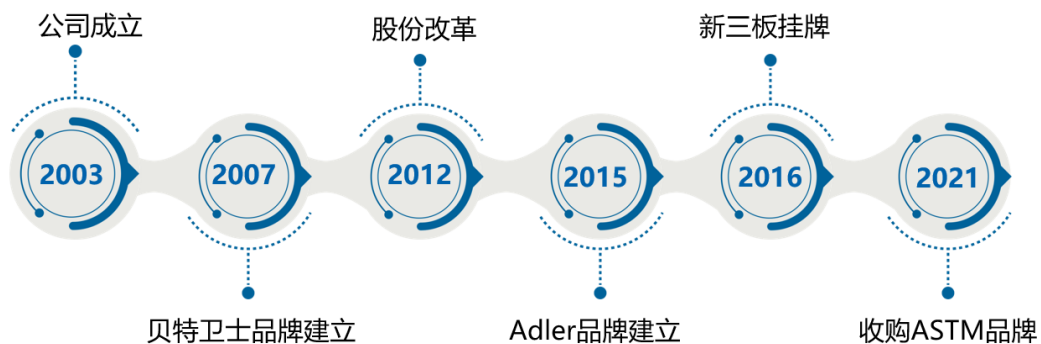 公司成立
股份改革
新三板挂牌
2003
2007
2012
2015
2016
2021
贝特卫士品牌建立
Adler品牌建立
收购ASTM品牌